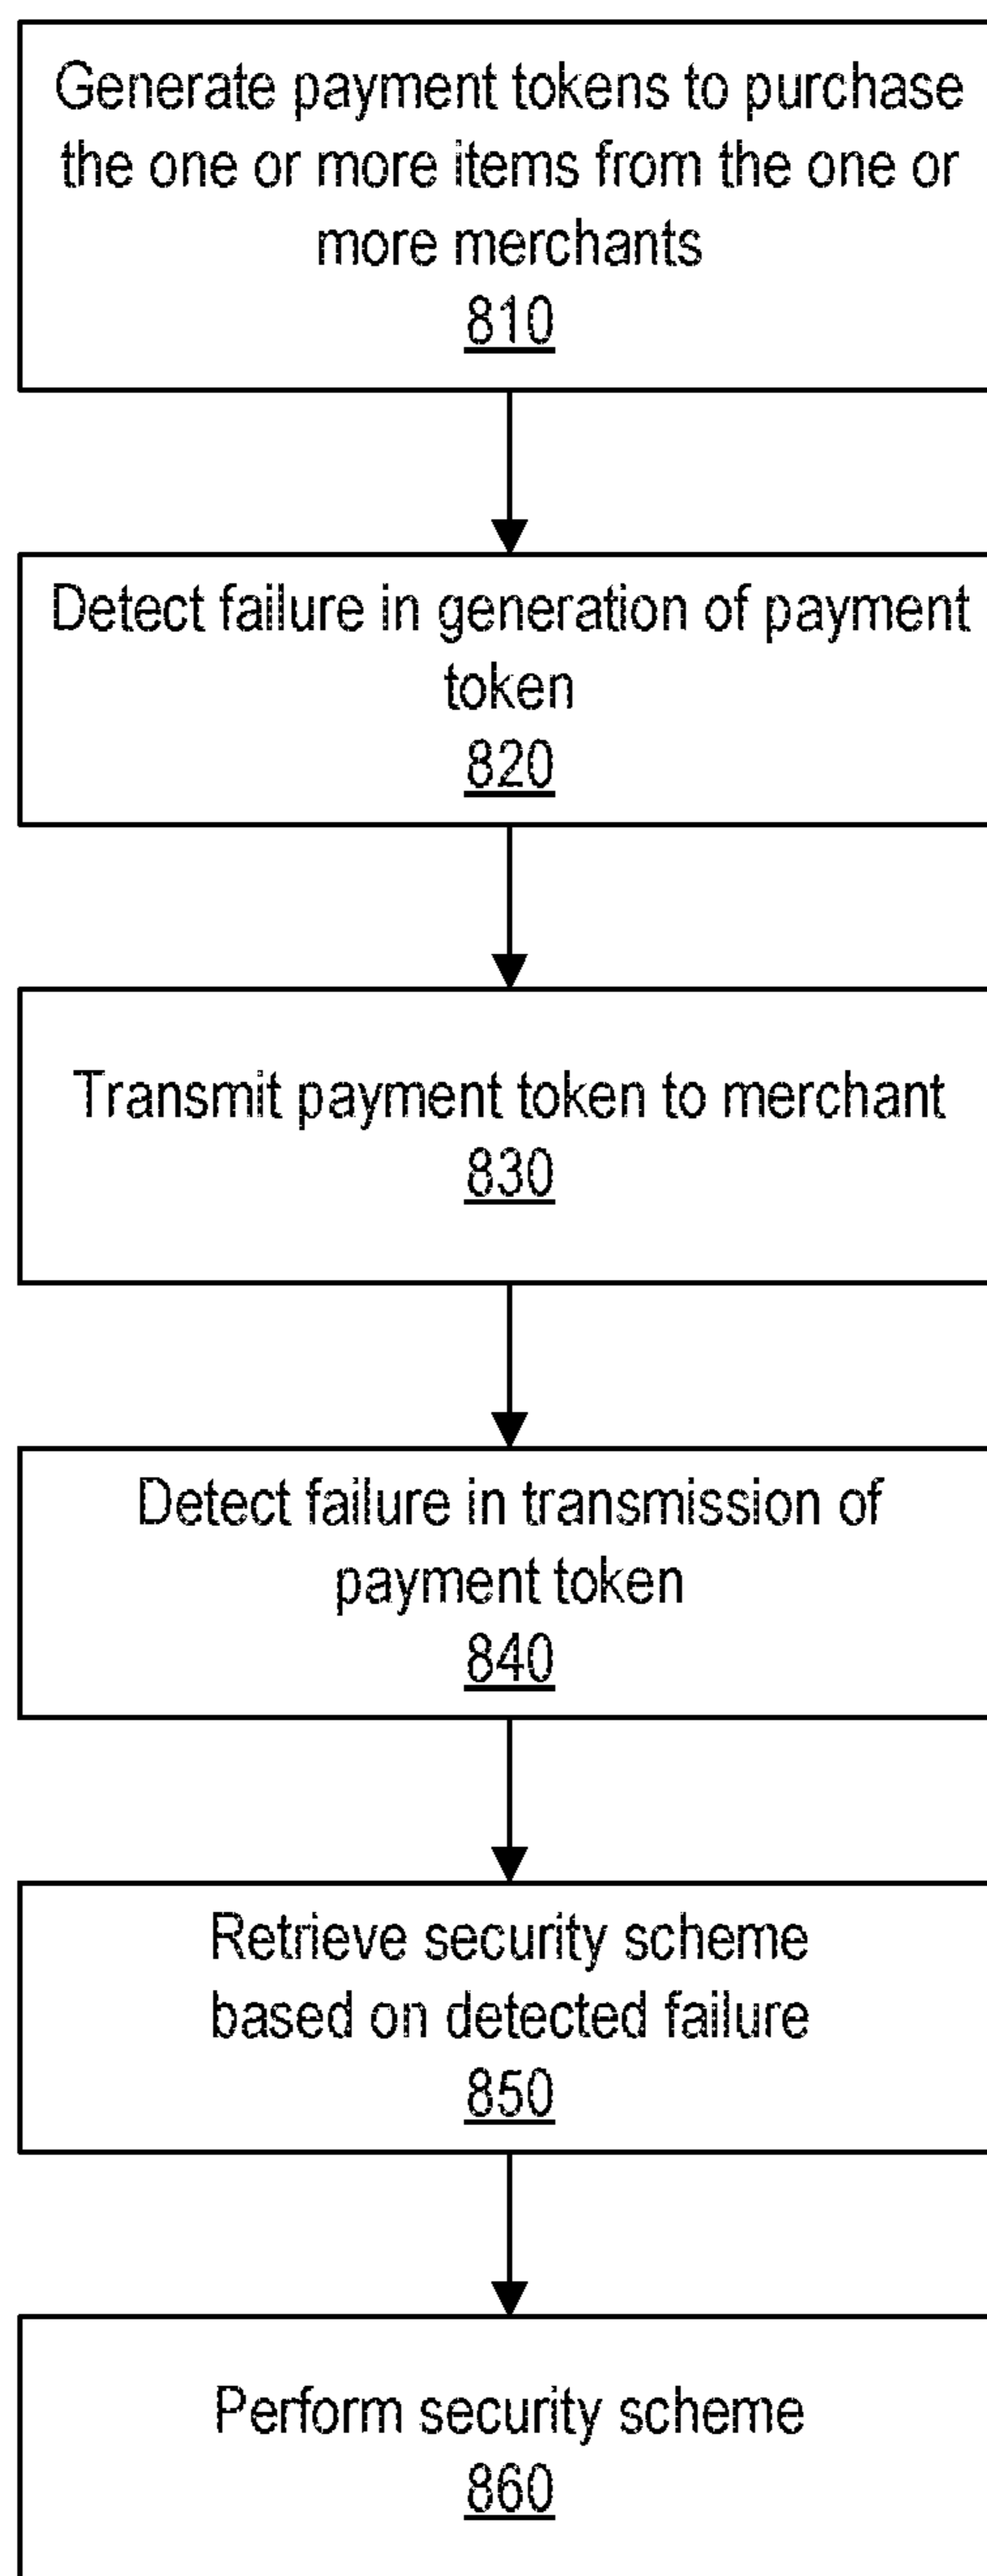 Generate payment tokens to purchase
the one or more items from the one or
more merchants
810
Detect failure in generation of payment
token
820
Transmit payment token to merchant
830
Detect failure in transmission of
payment token
840
Retrieve security scheme
based on detected failure
850
Perform security scheme
860